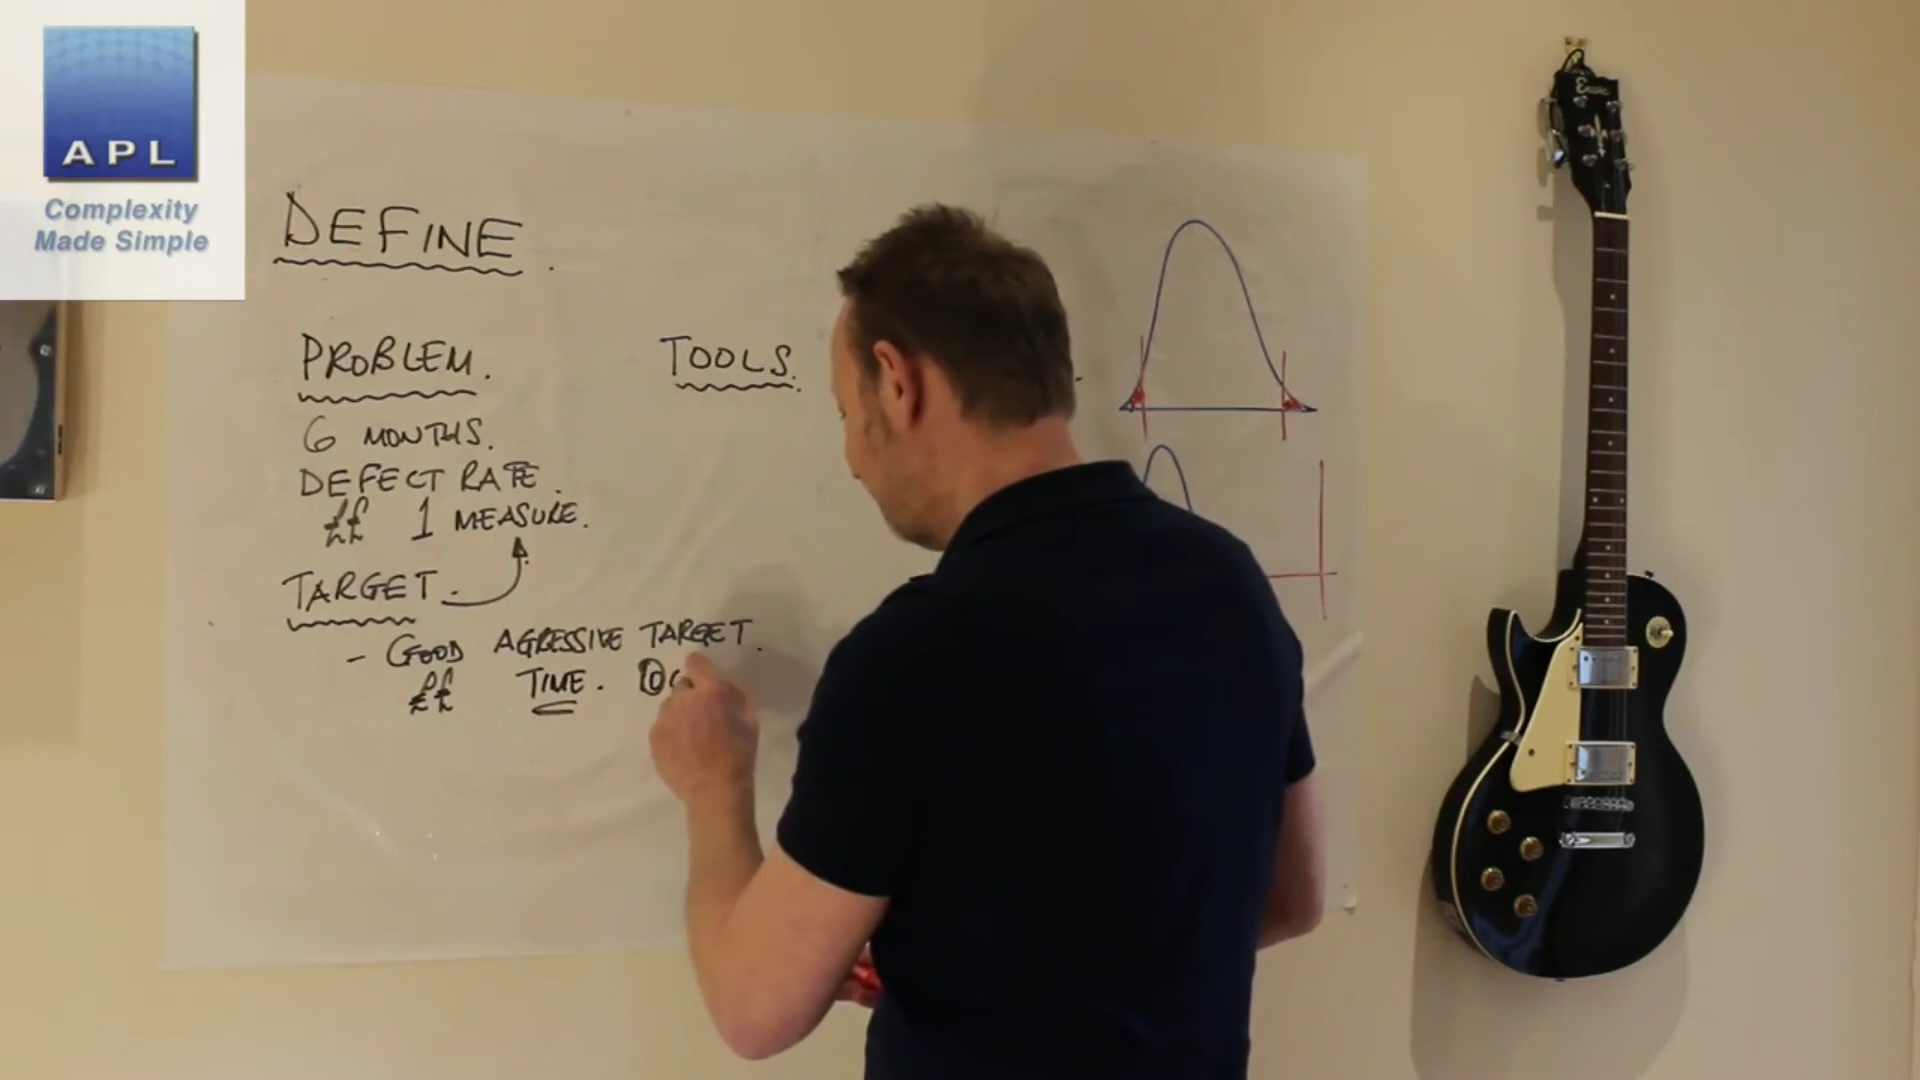 APL
Complexity
Made Simple
DEFINE.
PROBLEM.
6 MONTHS.
DEFECT RATE.
££ 1 MEASURE.
TARGET.
- GOOD AGRESSIVE TARGET.
££ TIME.
TOOLS.